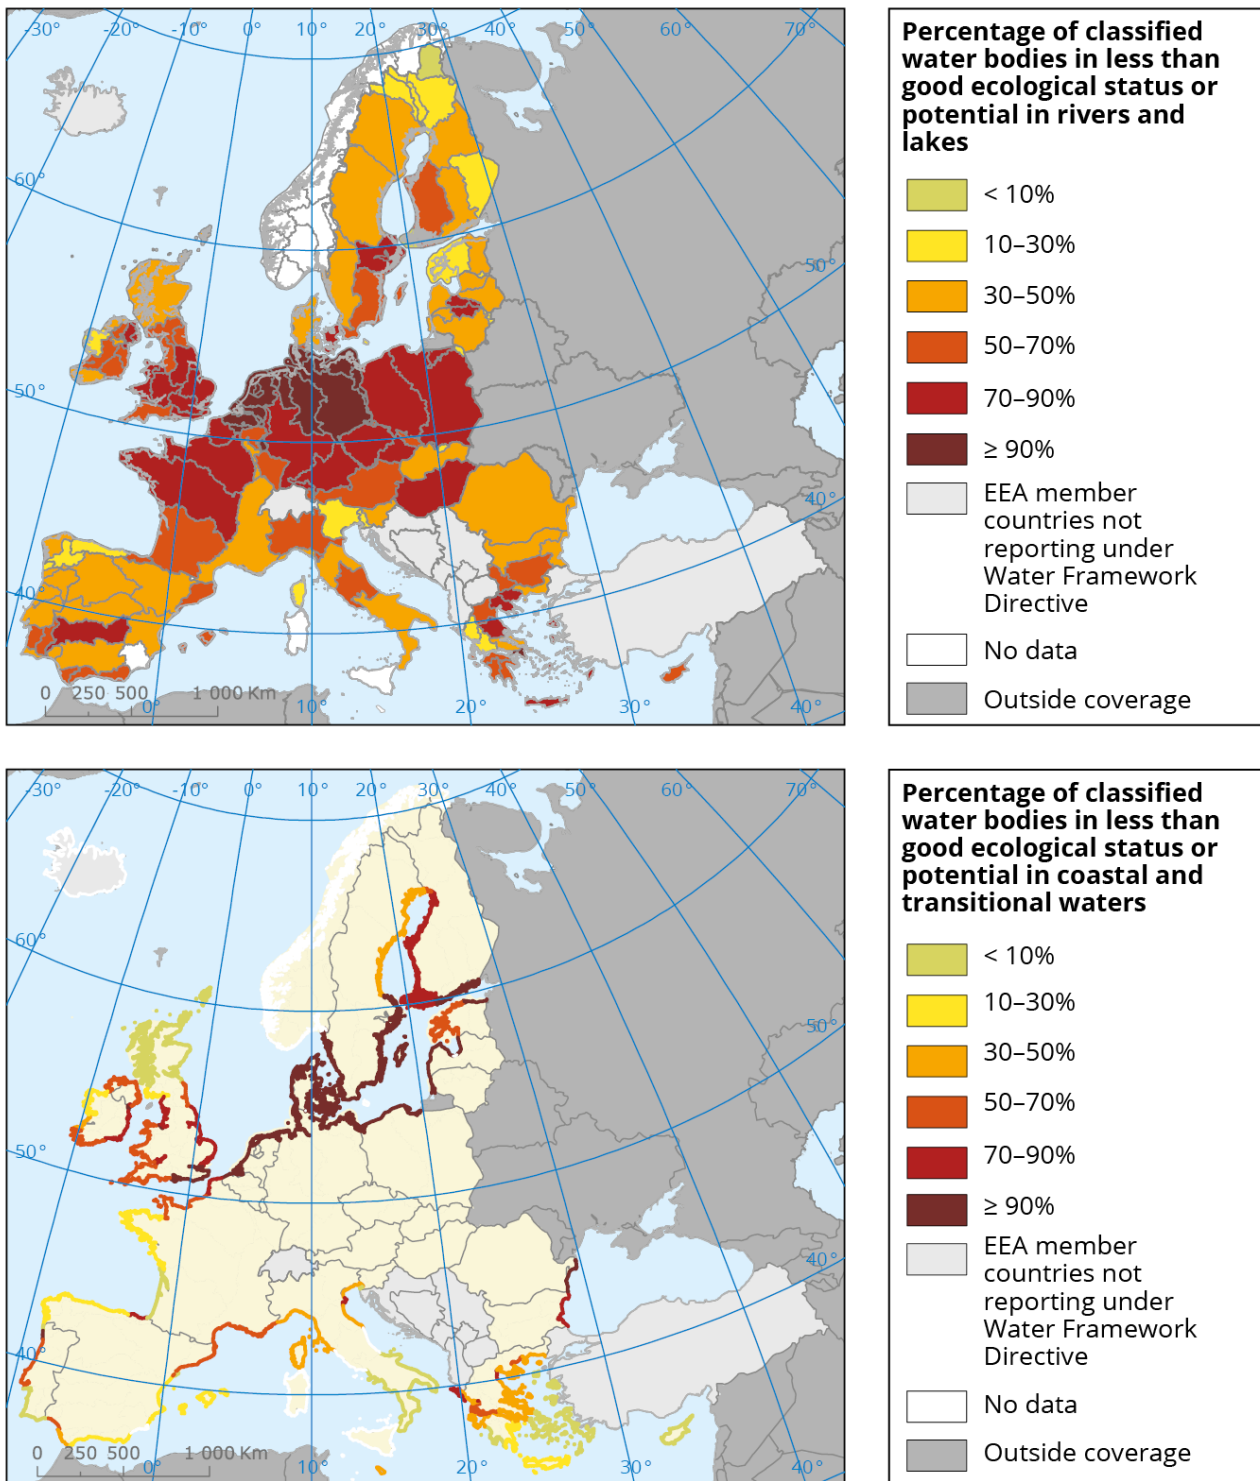 -30° -20° -10° 0° 10° 20° 30° 40° 50° 60° 70°
60°
50°
50°
40°
40°
0 250 500 1 000 Km
0° 10° 20° 30° 40°
Percentage of classified
water bodies in less than
good ecological status or
potential in rivers and
lakes
< 10%
10–30%
30–50%
50–70%
70–90%
≥ 90%
EEA member
countries not
reporting under
Water Framework
Directive
No data
Outside coverage
-30° -20° -10° 0° 10° 20° 30° 40° 50° 60° 70°
60°
50°
50°
40°
40°
0 250 500 1 000 Km
0° 10° 20° 30° 40°
Percentage of classified
water bodies in less than
good ecological status or
potential in coastal and
transitional waters
< 10%
10–30%
30–50%
50–70%
70–90%
≥ 90%
EEA member
countries not
reporting under
Water Framework
Directive
No data
Outside coverage